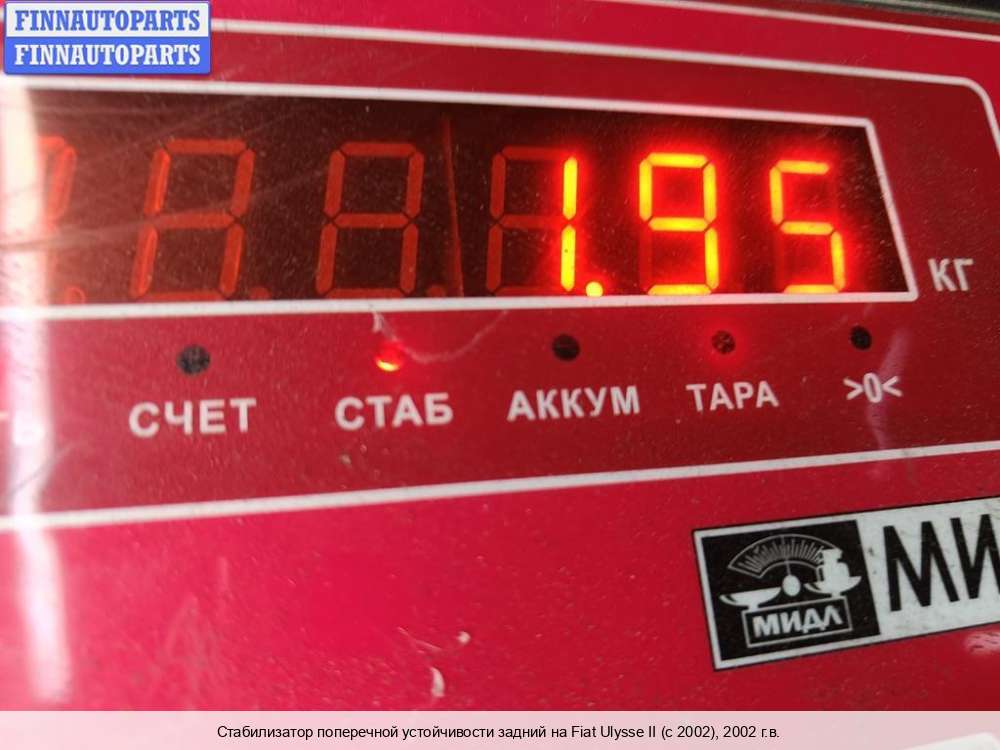 FINNAUTOPARTS
FINNAUTOPARTS
1.95
КГ
СЧЕТ СТАБ АККУМ ТАРА >0<
МИДЛ
Стабилизатор поперечной устойчивости задний на Fiat Ulysse II (с 2002), 2002 г.в.